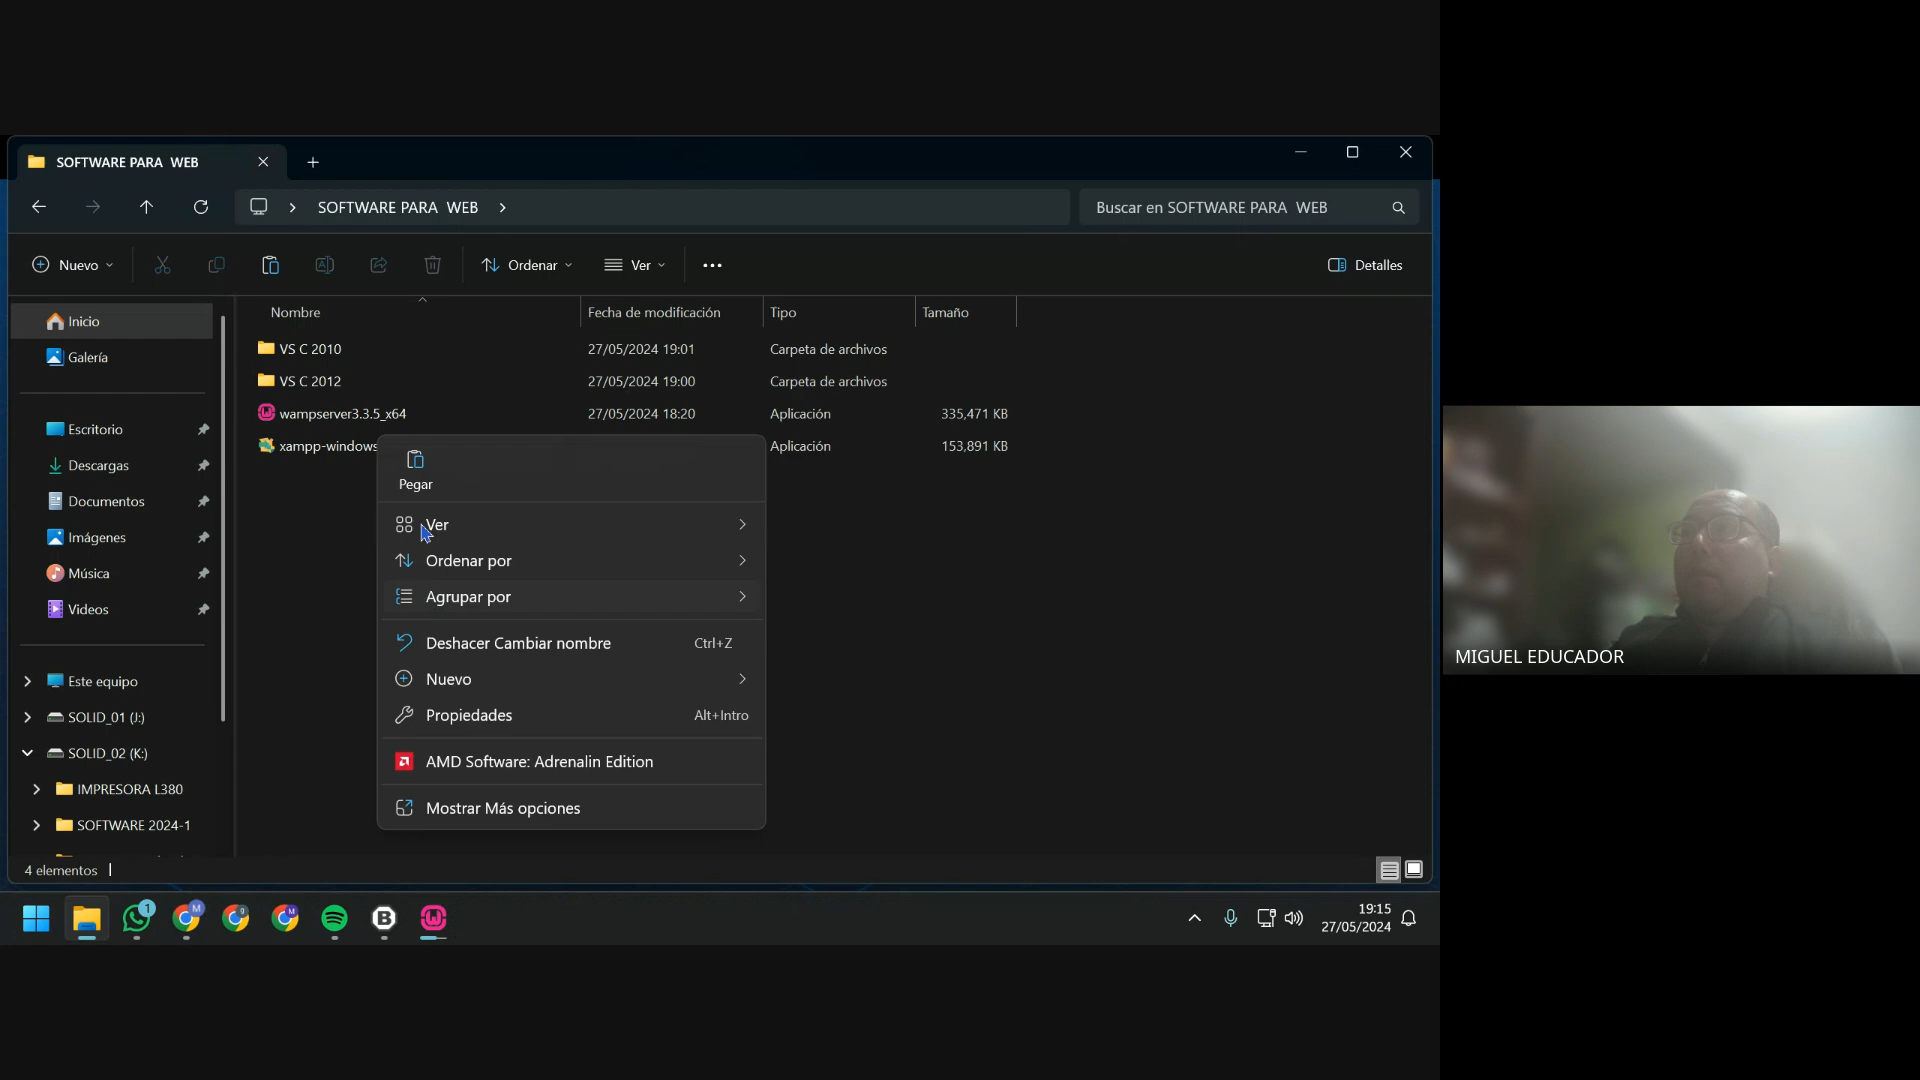 SOFTWARE PARA WEB
SOFTWARE PARA WEB
Buscar en SOFTWARE PARA WEB
Nuevo
Ordenar
Ver
Detalles
Nombre
Fecha de modificación
Tipo
Tamaño
VS C 2010
27/05/2024 19:01
Carpeta de archivos
VS C 2012
27/05/2024 19:00
Carpeta de archivos
wampserver3.3.5_x64
27/05/2024 18:20
Aplicación
335,471 KB
xampp-windows
Aplicación
153,891 KB
Inicio
Galería
Escritorio
Descargas
Documentos
Imágenes
Música
Videos
Este equipo
SOLID_01 (J:)
SOLID_02 (K:)
IMPRESORA L380
SOFTWARE 2024-1
Pegar
Ver
Ordenar por
Agrupar por
Deshacer Cambiar nombre Ctrl+Z
Nuevo
Propiedades Alt+Intro
AMD Software: Adrenalin Edition
Mostrar Más opciones
4 elementos
1
19:15
27/05/2024
MIGUEL EDUCADOR